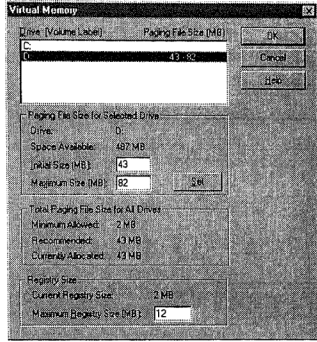 Virtual Memory
Drive [Volume Label] Paging File Size (MB)
C:
D: 43 - 82
OK
Cancel
Help
Paging File Size for Selected Drive
Drive: D:
Space Available: 487 MB
Initial Size (MB): 43
Maximum Size (MB): 82
Set
Total Paging File Size for All Drives
Minimum Allowed: 2 MB
Recommended: 43 MB
Currently Allocated: 43 MB
Registry Size
Current Registry Size: 2 MB
Maximum Registry Size (MB): 12